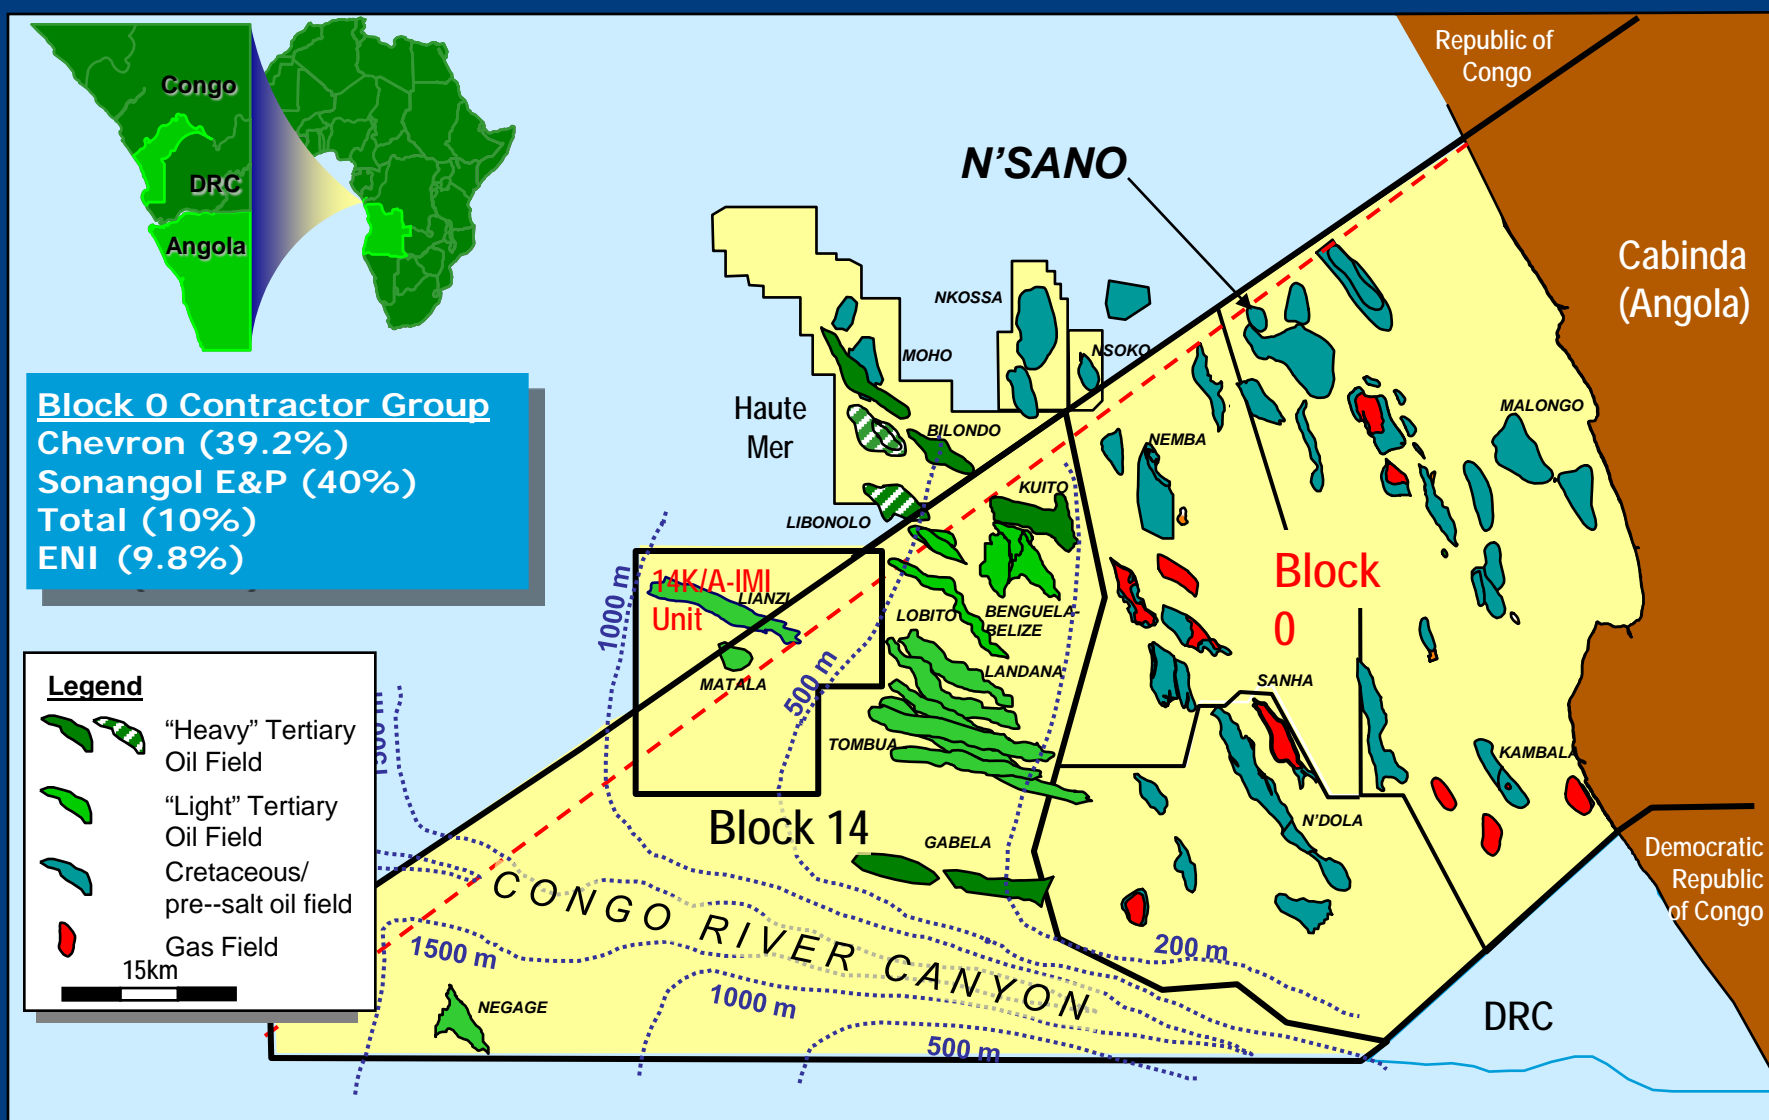 Congo
DRC
Angola
Block 0 Contractor Group
Chevron (39.2%)
Sonangol E&P (40%)
Total (10%)
ENI (9.8%)
Republic of
Congo
N'SANO
Cabinda
(Angola)
NKOSSA
MOHO
NSOKO
Haute
Mer
BILONDO
MALONGO
NEMBA
KUITO
LIBONOLO
Block
0
14K/A-IMI
Unit
LIANZI
1000 m
LOBITO
BENGUELA-
BELIZE
LANDANA
MATALA
500 m
SANHA
TOMBUA
KAMBALA
N'DOLA
Block 14
GABELA
Legend
"Heavy" Tertiary
Oil Field
"Light" Tertiary
Oil Field
Cretaceous/
pre--salt oil field
Gas Field
15km
1500 m
CONGO RIVER CANYON
1500 m
1000 m
500 m
200 m
NEGAGE
Democratic
Republic
of Congo
DRC